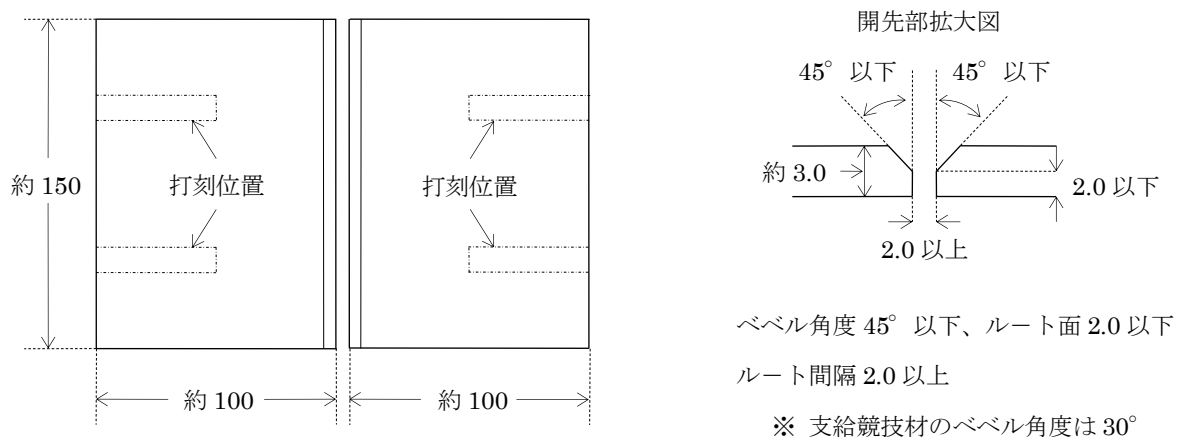 開先部拡大図
45° 以下
45° 以下
約 150
打刻位置
打刻位置
約 3.0
2.0 以下
2.0 以上
約 100
約 100
ベベル角度 45° 以下、ルート面 2.0 以下
ルート間隔 2.0 以上
※ 支給競技材のベベル角度は 30°